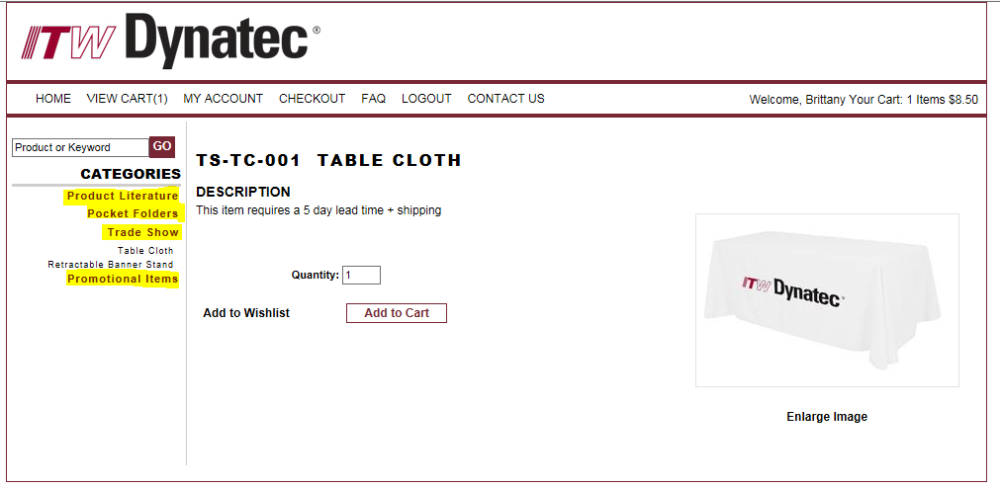 ITW Dynatec®
HOME VIEW CART(1) MY ACCOUNT CHECKOUT FAQ LOGOUT CONTACT US Welcome, Brittany Your Cart: 1 Items $8.50
Product or Keyword GO
CATEGORIES
Product Literature
Pocket Folders
Trade Show
Table Cloth
Retractable Banner Stand
Promotional Items
TS-TC-001 TABLE CLOTH
DESCRIPTION
This item requires a 5 day lead time + shipping
Quantity: 1
Add to Wishlist Add to Cart
ITW Dynatec®
Enlarge Image